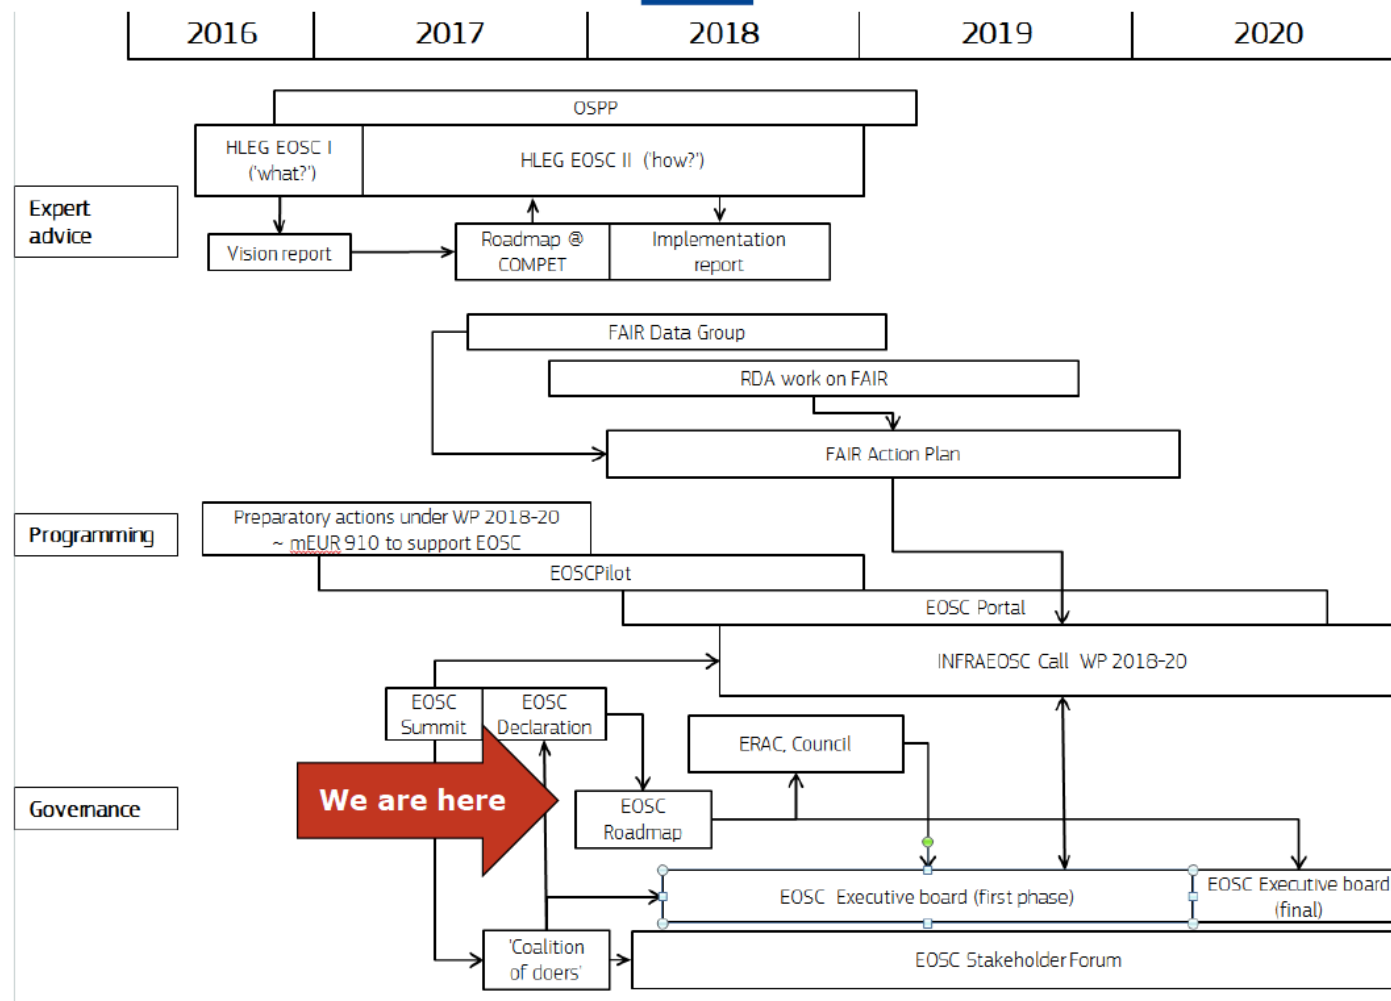 2016 2017 2018 2019 2020
OSPP
HLEG EOSC I
('what?')
HLEG EOSC II ('how?')
Expert
advice
Vision report
Roadmap @
COMPET
Implementation
report
FAIR Data Group
RDA work on FAIR
FAIR Action Plan
Programming
Preparatory actions under WP 2018-20
~ mEUR 910 to support EOSC
EOSCPilot
EOSC Portal
INFRAEOSC Call WP 2018-20
EOSC
Summit
EOSC
Declaration
ERAC, Council
We are here
Governance
EOSC
Roadmap
EOSC Executive board (first phase)
EOSC Executive board
(final)
'Coalition
of doers'
EOSC Stakeholder Forum